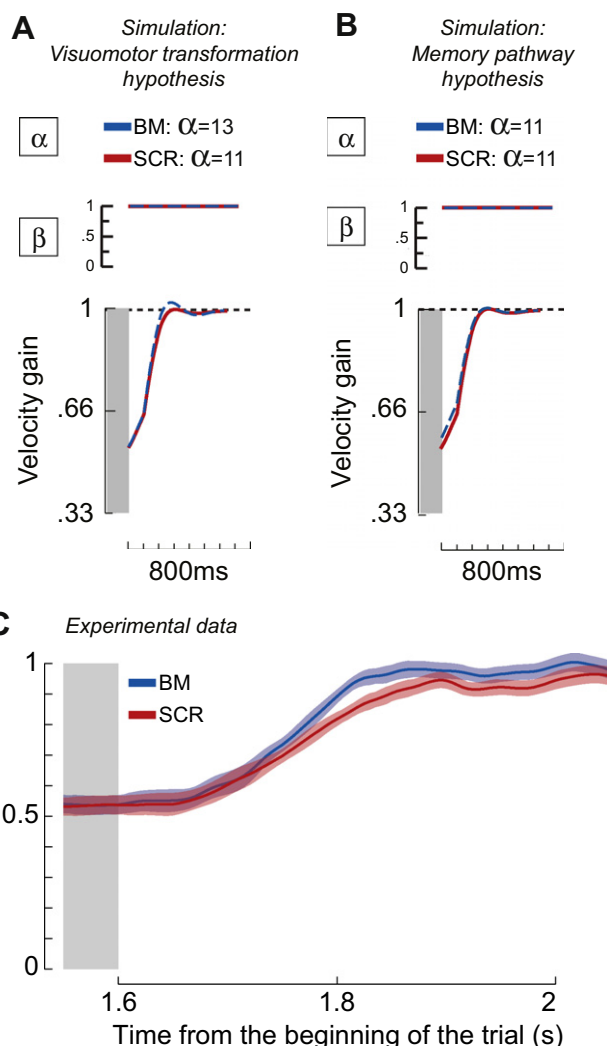 A
Simulation:
Visuomotor transformation
hypothesis
α
BM: α=13
SCR: α=11
β
1
.5
0
1
.66
.33
Velocity gain
800ms
B
Simulation:
Memory pathway
hypothesis
α
BM: α=11
SCR: α=11
β
1
.5
0
1
.66
.33
Velocity gain
800ms
C
Experimental data
BM
SCR
1
0.5
0
1.6
1.8
2
Time from the beginning of the trial (s)